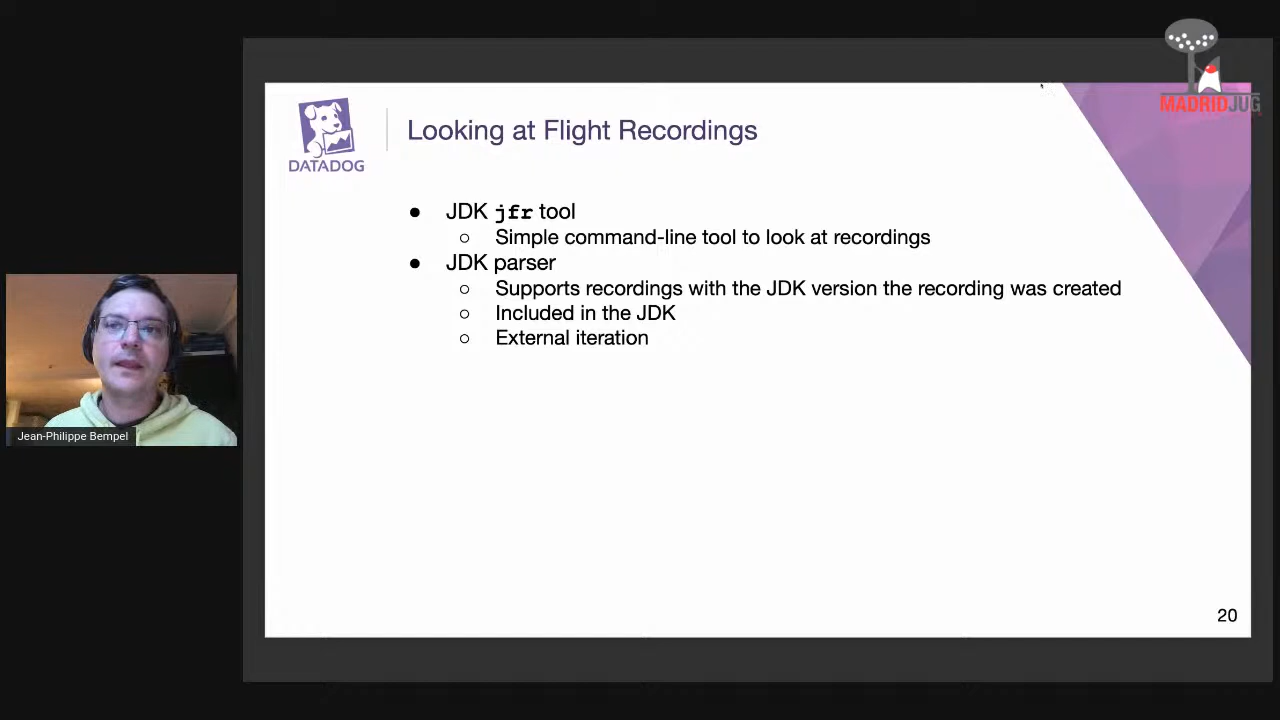 MADRIDJUG
DATADOG
Looking at Flight Recordings
● JDK jfr tool
○ Simple command-line tool to look at recordings
● JDK parser
○ Supports recordings with the JDK version the recording was created
○ Included in the JDK
○ External iteration
Jean-Philippe Bempel
20